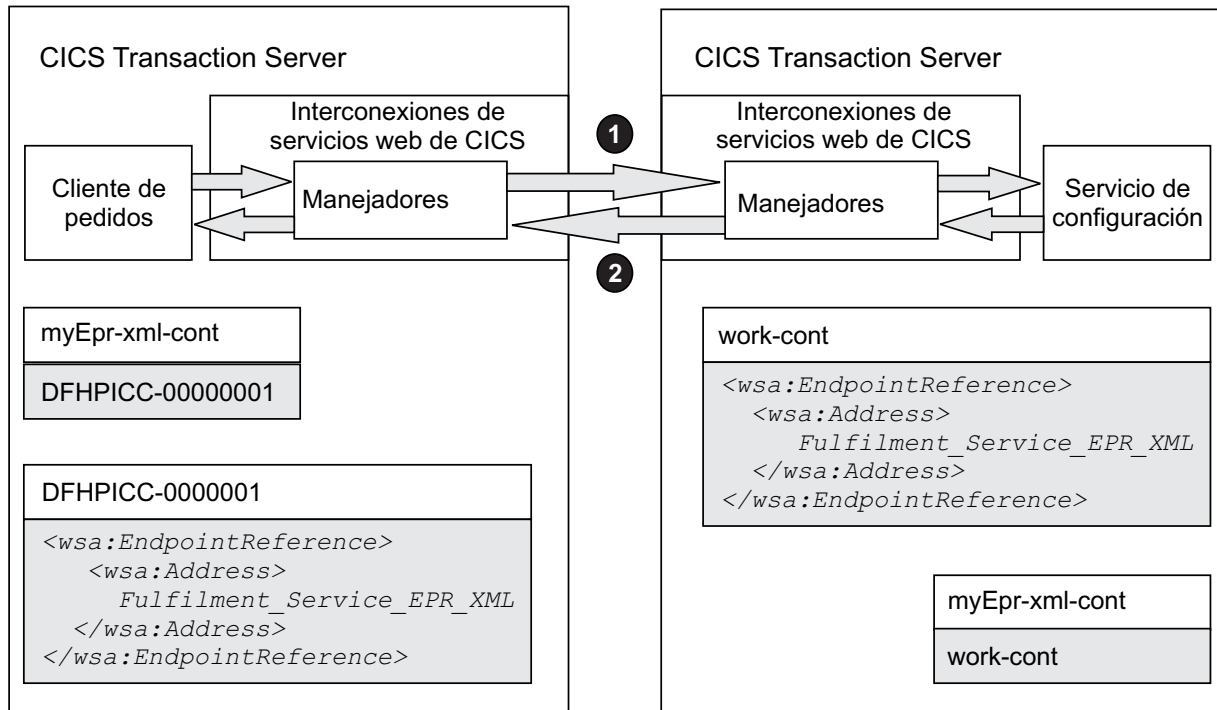 CICS Transaction Server
Interconexiones de
servicios web de CICS
Cliente de
pedidos
Manejadores
myEpr-xml-cont
DFHPICC-00000001
DFHPICC-0000001
<wsa:EndpointReference>
<wsa:Address>
Fulfilment_Service_EPR_XML
</wsa:Address>
</wsa:EndpointReference>
1
2
CICS Transaction Server
Interconexiones de
servicios web de CICS
Manejadores
Servicio de
configuración
work-cont
<wsa:EndpointReference>
<wsa:Address>
Fulfilment_Service_EPR_XML
</wsa:Address>
</wsa:EndpointReference>
myEpr-xml-cont
work-cont